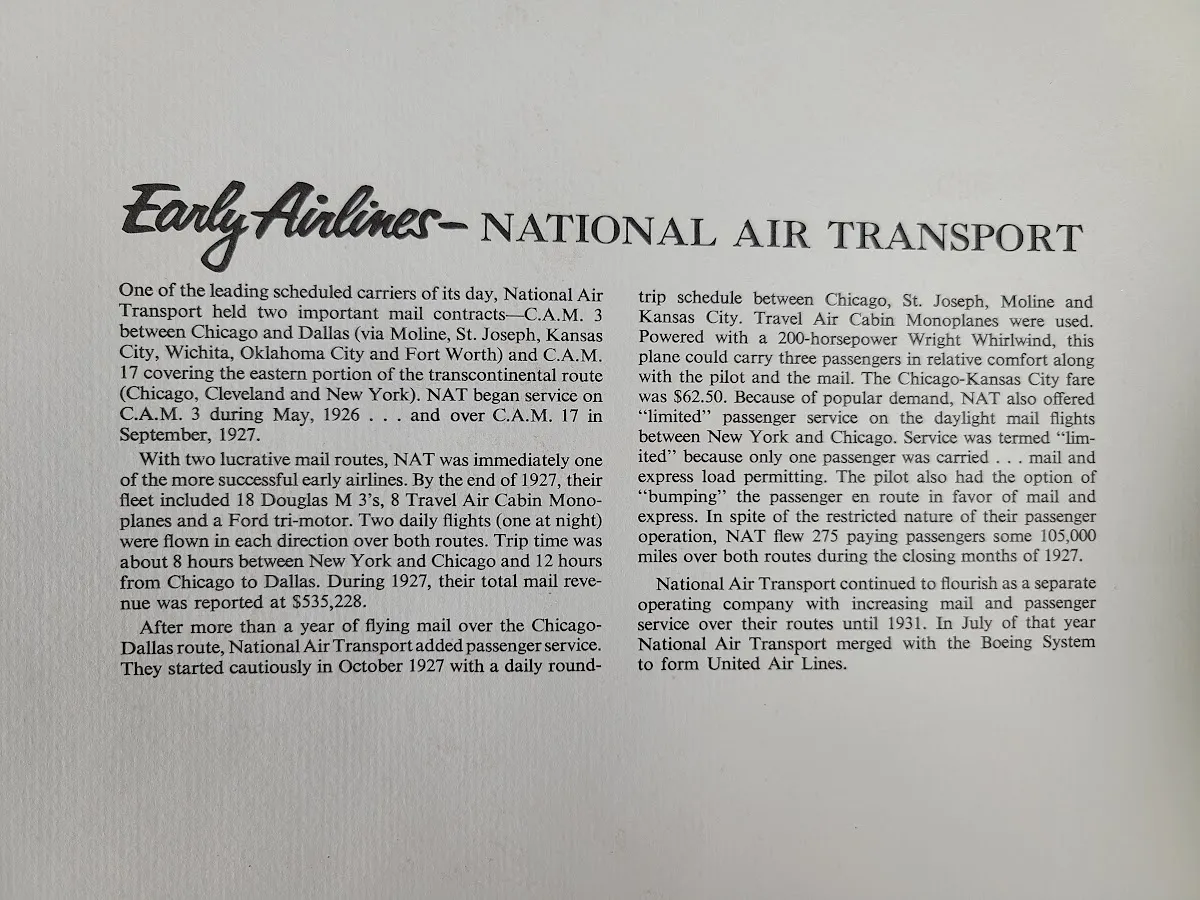 Early Airlines- NATIONAL AIR TRANSPORT
One of the leading scheduled carriers of its day, National Air
Transport held two important mail contracts—C.A.M. 3
between Chicago and Dallas (via Moline, St. Joseph, Kansas
City, Wichita, Oklahoma City and Fort Worth) and C.A.M.
17 covering the eastern portion of the transcontinental route
(Chicago, Cleveland and New York). NAT began service on
C.A.M. 3 during May, 1926 . . . and over C.A.M. 17 in
September, 1927.
With two lucrative mail routes, NAT was immediately one
of the more successful early airlines. By the end of 1927, their
fleet included 18 Douglas M 3's, 8 Travel Air Cabin Mono-
planes and a Ford tri-motor. Two daily flights (one at night)
were flown in each direction over both routes. Trip time was
about 8 hours between New York and Chicago and 12 hours
from Chicago to Dallas. During 1927, their total mail reve-
nue was reported at $535,228.
After more than a year of flying mail over the Chicago-
Dallas route, National Air Transport added passenger service.
They started cautiously in October 1927 with a daily round-
trip schedule between Chicago, St. Joseph, Moline and
Kansas City. Travel Air Cabin Monoplanes were used.
Powered with a 200-horsepower Wright Whirlwind, this
plane could carry three passengers in relative comfort along
with the pilot and the mail. The Chicago-Kansas City fare
was $62.50. Because of popular demand, NAT also offered
"limited" passenger service on the daylight mail flights
between New York and Chicago. Service was termed "lim-
ited" because only one passenger was carried . . . mail and
express load permitting. The pilot also had the option of
"bumping" the passenger en route in favor of mail and
express. In spite of the restricted nature of their passenger
operation, NAT flew 275 paying passengers some 105,000
miles over both routes during the closing months of 1927.
National Air Transport continued to flourish as a separate
operating company with increasing mail and passenger
service over their routes until 1931. In July of that year
National Air Transport merged with the Boeing System
to form United Air Lines.